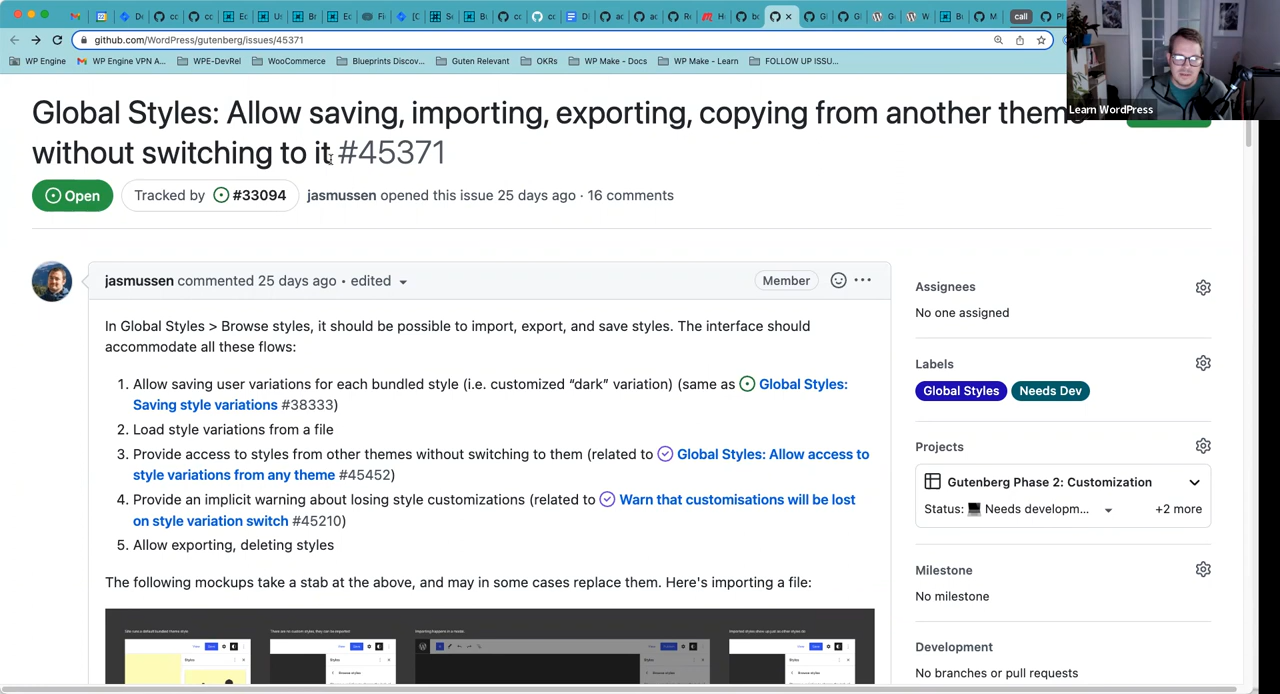 call
github.com/WordPress/gutenberg/issues/45371
WP Engine
WP Engine VPN A...
WPE-DevRel
WooCommerce
Blueprints Discov...
Guten Relevant
OKRs
WP Make - Docs
WP Make - Learn
FOLLOW UP ISSU...
Learn WordPress
Global Styles: Allow saving, importing, exporting, copying from another theme
without switching to it #45371
Open
Tracked by #33094
jasmussen opened this issue 25 days ago · 16 comments
jasmussen commented 25 days ago • edited
Member
In Global Styles > Browse styles, it should be possible to import, export, and save styles. The interface should
accommodate all these flows:
1. Allow saving user variations for each bundled style (i.e. customized “dark” variation) (same as Global Styles:
Saving style variations #38333)
2. Load style variations from a file
3. Provide access to styles from other themes without switching to them (related to Global Styles: Allow access to
style variations from any theme #45452)
4. Provide an implicit warning about losing style customizations (related to Warn that customisations will be lost
on style variation switch #45210)
5. Allow exporting, deleting styles
The following mockups take a stab at the above, and may in some cases replace them. Here's importing a file:
Styles
Browse styles
Assignees
No one assigned
Labels
Global Styles
Needs Dev
Projects
Gutenberg Phase 2: Customization
Status: Needs developm...
+2 more
Milestone
No milestone
Development
No branches or pull requests